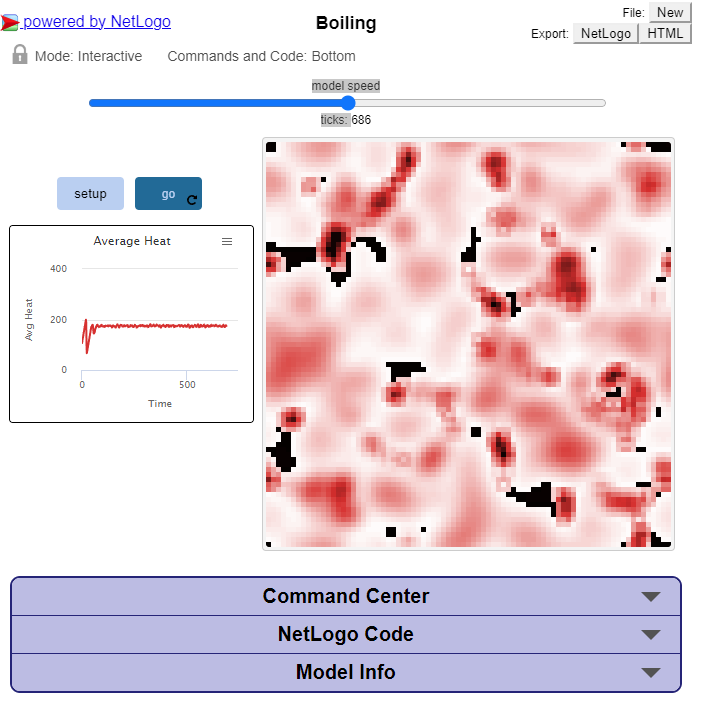 powered by NetLogo
Boiling
File: New
Export: NetLogo HTML
Mode: Interactive Commands and Code: Bottom
model speed
ticks: 686
setup
go
Average Heat
400
200
0
Avg Heat
0 500
Time
Command Center
NetLogo Code
Model Info